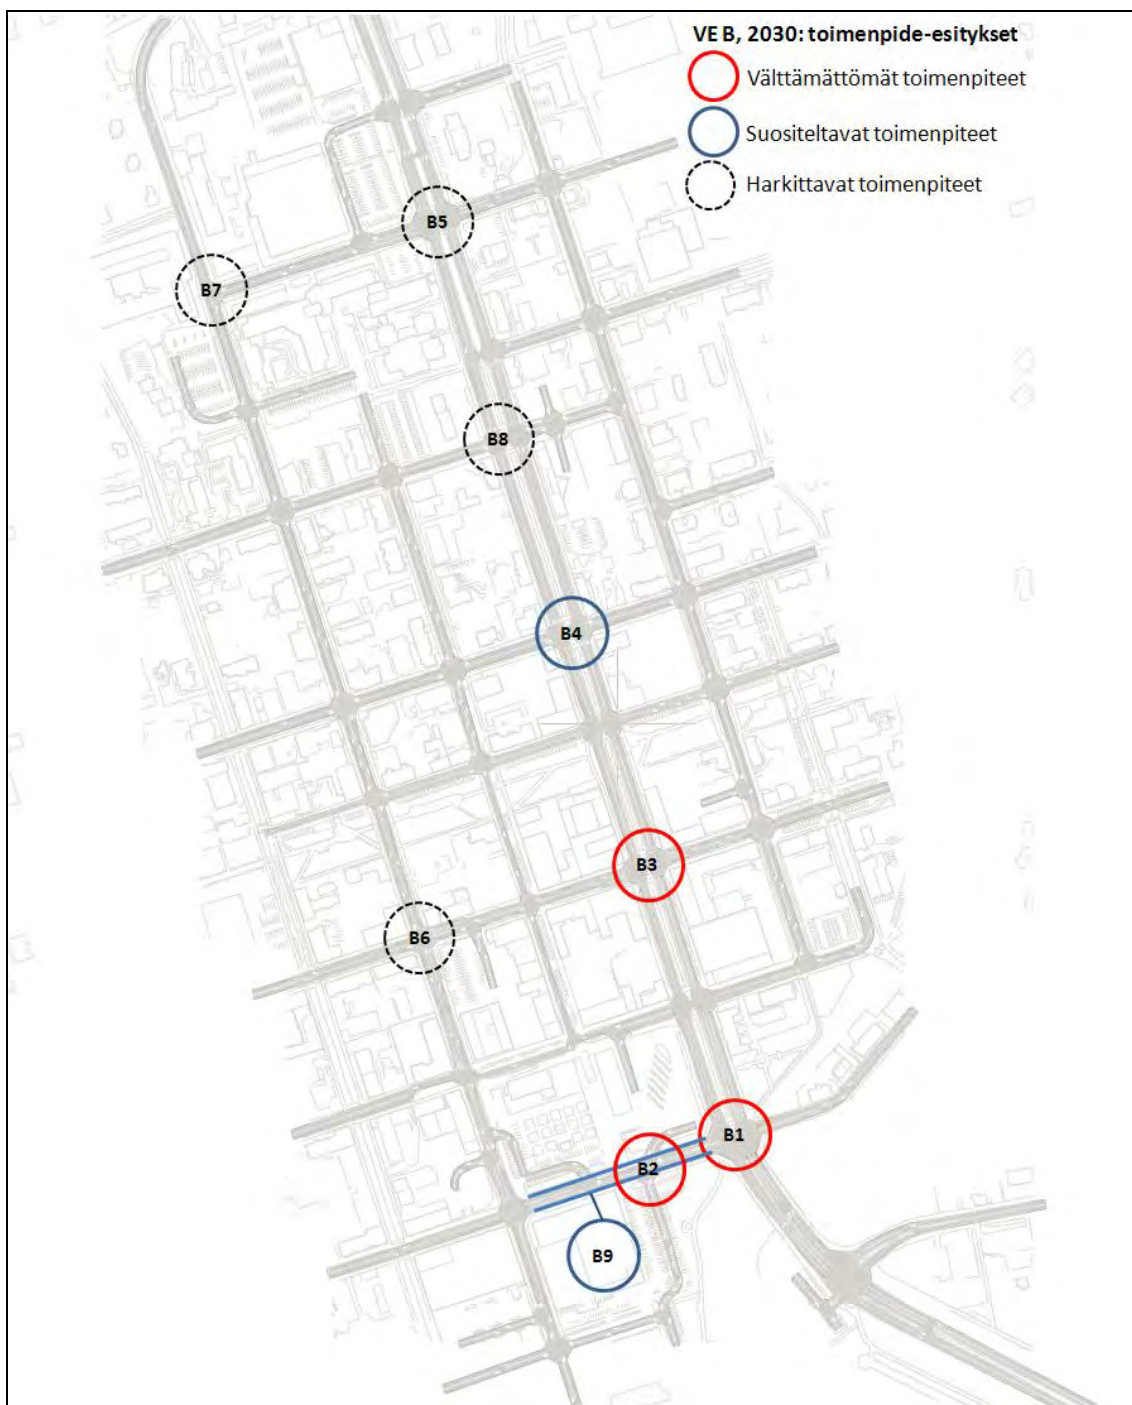 VE B, 2030: toimenpide-esitykset
Välttämättömät toimenpiteet
Suositeltavat toimenpiteet
Harkittavat toimenpiteet
B5
B7
B8
B4
B3
B6
B1
B2
B9